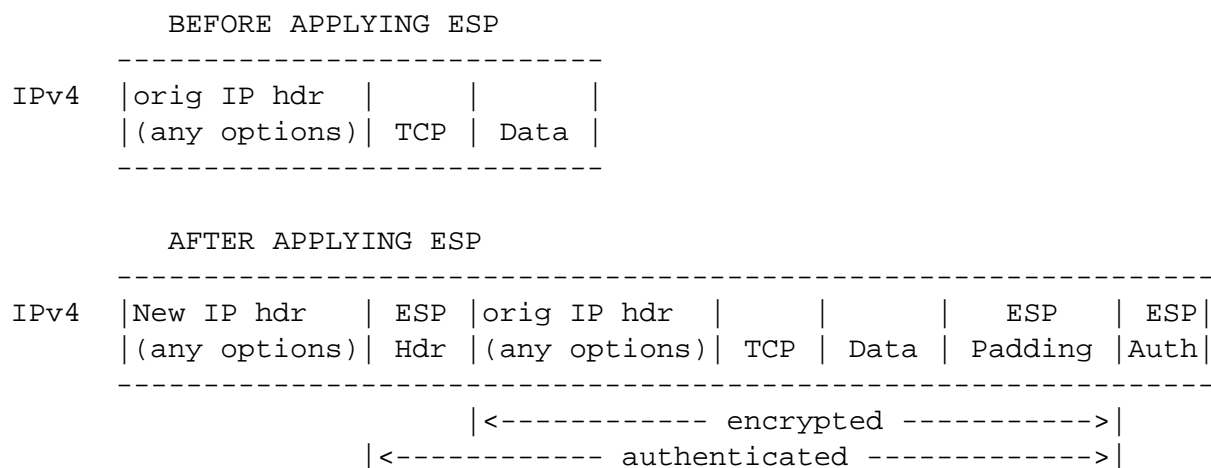 BEFORE APPLYING ESP
----------------------------
IPv4  |orig IP hdr  |     |      |
      |(any options)| TCP | Data |
----------------------------
AFTER APPLYING ESP
---------------------------------------------------------------
IPv4  |New IP hdr   | ESP |orig IP hdr  |     |      |   ESP   | ESP|
      |(any options)| Hdr |(any options)| TCP | Data | Padding |Auth|
---------------------------------------------------------------
|<------------ encrypted ----------->|
|<------------ authenticated ------------->|